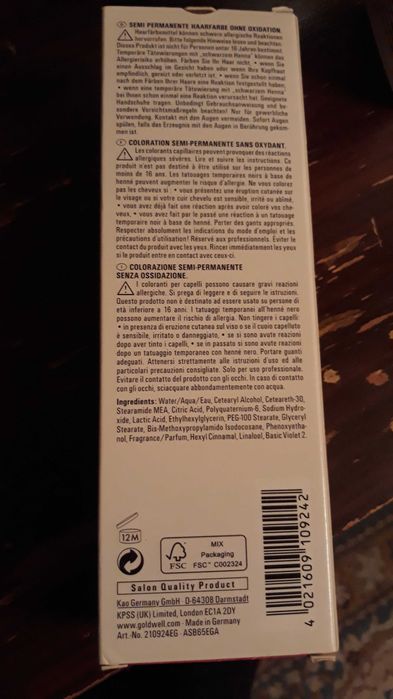 D SEMI PERMANENTE HAARFARBE OHNE OXIDATION.
Haarfärbemittel können schwere allergische Reaktionen
hervorrufen. Bitte folgende Hinweise lesen und beachten:
Dieses Produkt ist nicht für Personen unter 16 Jahren bestimmt.
Temporäre Tätowierungen mit „schwarzem Henna" können das
Allergierisiko erhöhen. Färben Sie Ihr Haar nicht, • wenn Sie
einen Ausschlag im Gesicht haben oder wenn Ihre Kopfhaut
empfindlich, gereizt oder verletzt ist, • wenn Sie schon einmal
nach dem Färben Ihrer Haare eine Reaktion festgestellt haben,
• wenn eine temporäre Tätowierung mit „schwarzem Henna"
bei Ihnen schon einmal eine Reaktion verursacht hat. Geeignete
Handschuhe tragen. Unbedingt Gebrauchsanweisung und be-
sondere Vorsichtsmaßregeln beachten! Nur für gewerbliche
Verwendung. Kontakt mit den Augen vermeiden. Sofort Augen
spülen, falls das Erzeugnis mit den Augen in Berührung gekom-
men ist.
F COLORATION SEMI-PERMANENTE SANS OXYDANT.
Les colorants capillaires peuvent provoquer des réactions
allergiques sévères. Lire et suivre les instructions. Ce
produit n'est pas destiné à être utilisé sur les personnes de
moins de 16 ans. Les tatouages temporaires noirs à base de
henné peuvent augmenter le risque d'allergie. Ne vous colorez
pas les cheveux si : • vous présentez une éruption cutanée sur
le visage ou si votre cuir chevelu est sensible, irrité ou abîmé,
• vous avez déjà fait une réaction après avoir coloré vos che-
veux, • vous avez fait par le passé une réaction à un tatouage
temporaire noir à base de henné. Porter des gants appropriés.
Respecter absolument les indications du mode d'emploi et les
précautions d'utilisation! Réservé aux professionnels. Eviter le
contact du produit avec les yeux. Rincer immédiatement les yeux
si le produit entre en contact avec ceux-ci.
I COLORAZIONE SEMI-PERMANENTE
SENZA OSSIDAZIONE.
I coloranti per capelli possono causare gravi reazioni
allergiche. Si prega di leggere e di seguire le istruzioni.
Questo prodotto non è destinato ad essere usato su persone di
età inferiore a 16 anni. I tatuaggi temporanei all'henné nero
possono aumentare il rischio di allergia. Non tingere i capelli:
• in presenza di eruzione cutanea sul viso o se il cuoio capelluto
è sensibile, irritato o danneggiato, • se si sono avute reazioni
dopo aver tinto i capelli, • se in passato si sono avute reazioni
dopo un tatuaggio temporaneo con henné nero. Portare guanti
adeguati. Attenersi strettamente alle istruzioni d'uso ed alle
particolari precauzioni consigliate. Solo per uso professionale.
Evitare il contatto del prodotto con gli occhi. In caso di contatto
con gli occhi, sciacquare abbondantemente con acqua.
Ingredients: Water/Aqua/Eau, Cetearyl Alcohol, Ceteareth-30,
Stearamide MEA, Citric Acid, Polyquaternium-6, Sodium Hydro-
xide, Lactic Acid, Ethylhexylglycerin, PEG-100 Stearate, Glyceryl
Stearate, Bis-Methoxypropylamido Isodocosane, Phenoxyetha-
nol, Fragrance/Parfum, Hexyl Cinnamal, Linalool, Basic Violet 2.
12M
FSC
MIX
Packaging
FSC™ C002324
Salon Quality Product
Kao Germany GmbH · D-64308 Darmstadt
KPSS (UK) Limited, London EC1A 2DY
www.goldwell.com · Made in Germany
Art.-No. 210924EG · ASB65EGA
4 021609 109242